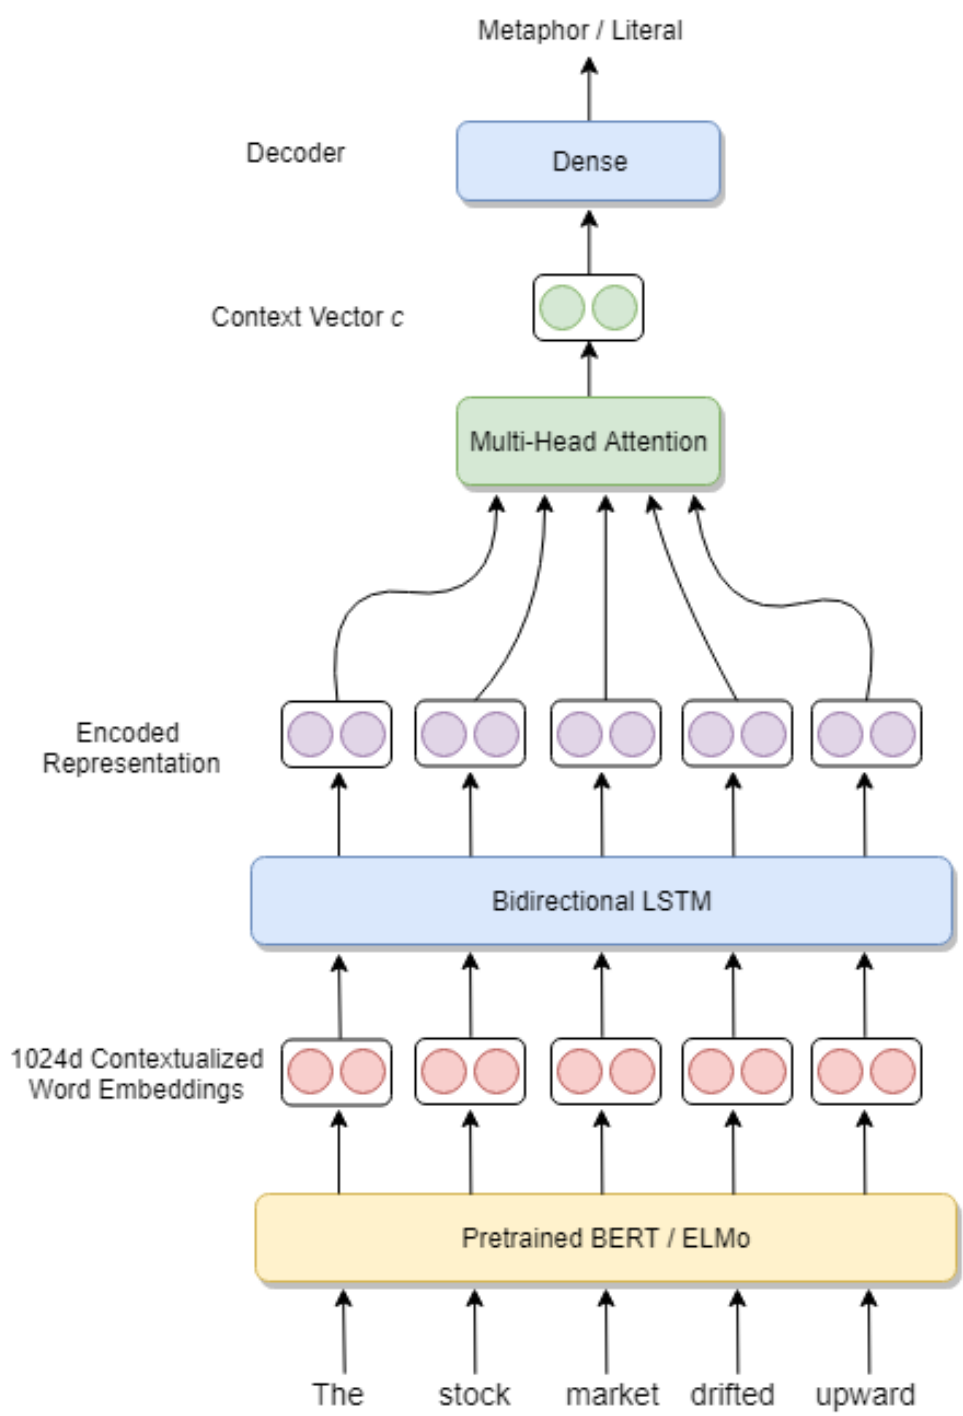 Metaphor / Literal
Decoder
Dense
Context Vector c
Multi-Head Attention
Encoded
Representation
Bidirectional LSTM
1024d Contextualized
Word Embeddings
Pretrained BERT / ELMo
The stock market drifted upward